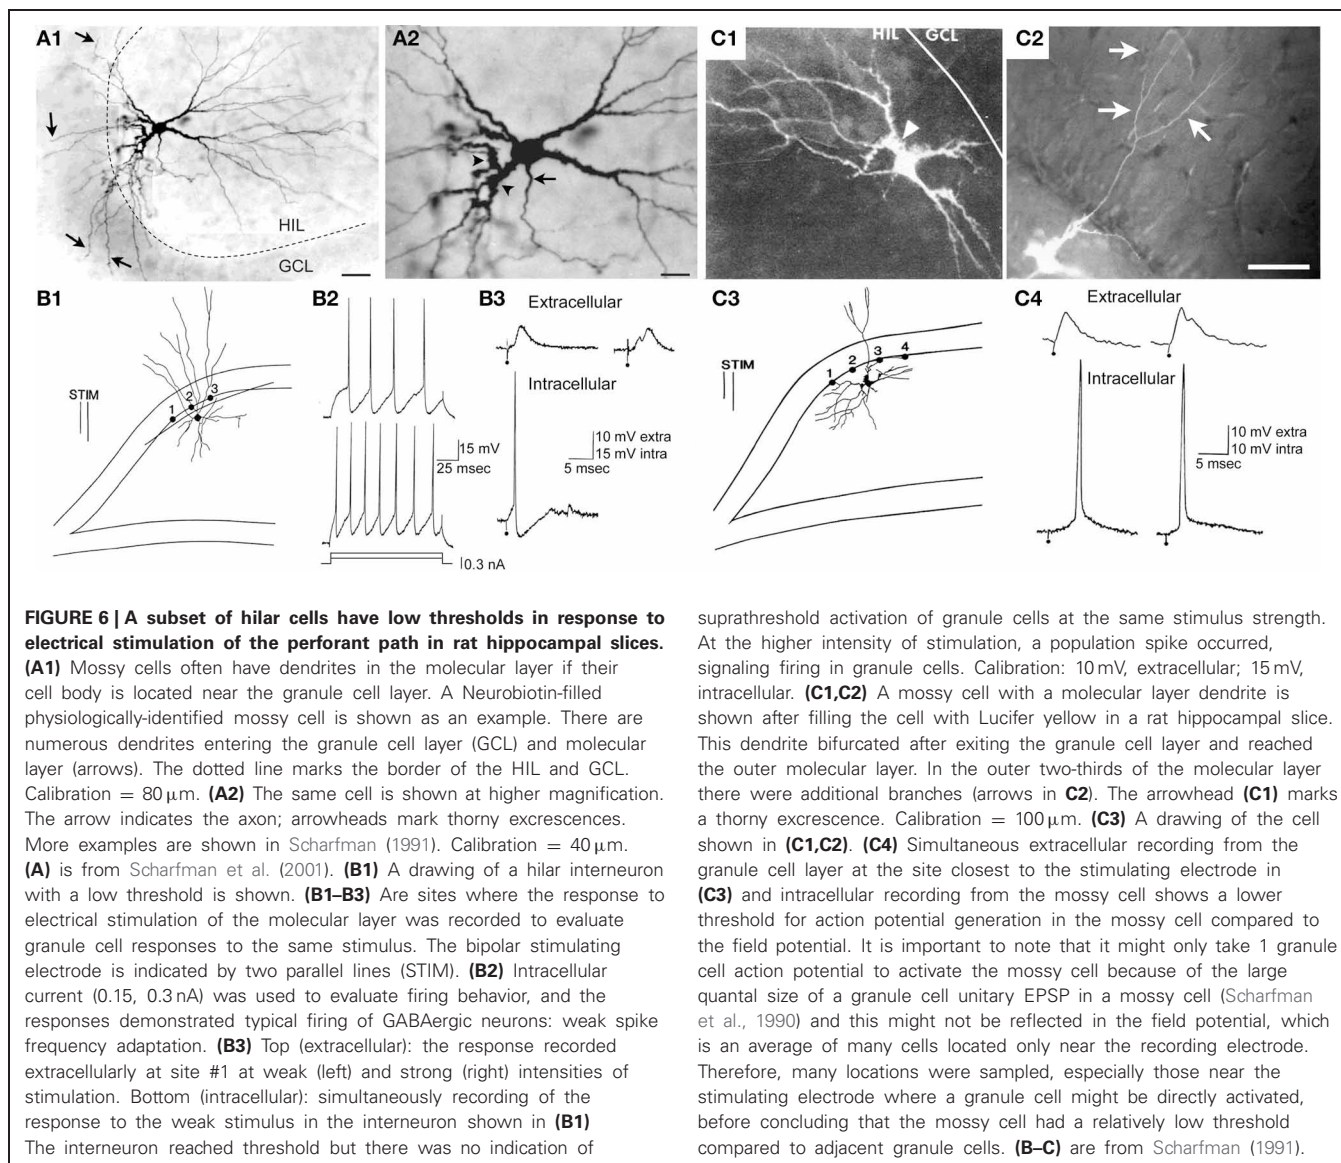 A1
HIL
GCL
A2
C1
HIL
GCL
C2
B1
STIM
1
2
3
B2
15 mV
25 msec
0.3 nA
B3
Extracellular
Intracellular
10 mV extra
15 mV intra
5 msec
C3
STIM
1
2
3
4
C4
Extracellular
Intracellular
10 mV extra
10 mV intra
5 msec
FIGURE 6 | A subset of hilar cells have low thresholds in response to
electrical stimulation of the perforant path in rat hippocampal slices.
(A1) Mossy cells often have dendrites in the molecular layer if their
cell body is located near the granule cell layer. A Neurobiotin-filled
physiologically-identified mossy cell is shown as an example. There are
numerous dendrites entering the granule cell layer (GCL) and molecular
layer (arrows). The dotted line marks the border of the HIL and GCL.
Calibration = 80 μm. (A2) The same cell is shown at higher magnification.
The arrow indicates the axon; arrowheads mark thorny excrescences.
More examples are shown in Scharfman (1991). Calibration = 40 μm.
(A) is from Scharfman et al. (2001). (B1) A drawing of a hilar interneuron
with a low threshold is shown. (B1–B3) Are sites where the response to
electrical stimulation of the molecular layer was recorded to evaluate
granule cell responses to the same stimulus. The bipolar stimulating
electrode is indicated by two parallel lines (STIM). (B2) Intracellular
current (0.15, 0.3 nA) was used to evaluate firing behavior, and the
responses demonstrated typical firing of GABAergic neurons: weak spike
frequency adaptation. (B3) Top (extracellular): the response recorded
extracellularly at site #1 at weak (left) and strong (right) intensities of
stimulation. Bottom (intracellular): simultaneously recording of the
response to the weak stimulus in the interneuron shown in (B1)
The interneuron reached threshold but there was no indication of
suprathreshold activation of granule cells at the same stimulus strength.
At the higher intensity of stimulation, a population spike occurred,
signaling firing in granule cells. Calibration: 10 mV, extracellular; 15 mV,
intracellular. (C1,C2) A mossy cell with a molecular layer dendrite is
shown after filling the cell with Lucifer yellow in a rat hippocampal slice.
This dendrite bifurcated after exiting the granule cell layer and reached
the outer molecular layer. In the outer two-thirds of the molecular layer
there were additional branches (arrows in C2). The arrowhead (C1) marks
a thorny excrescence. Calibration = 100 μm. (C3) A drawing of the cell
shown in (C1,C2). (C4) Simultaneous extracellular recording from the
granule cell layer at the site closest to the stimulating electrode in
(C3) and intracellular recording from the mossy cell shows a lower
threshold for action potential generation in the mossy cell compared to
the field potential. It is important to note that it might only take 1 granule
cell action potential to activate the mossy cell because of the large
quantal size of a granule cell unitary EPSP in a mossy cell (Scharfman
et al., 1990) and this might not be reflected in the field potential, which
is an average of many cells located only near the recording electrode.
Therefore, many locations were sampled, especially those near the
stimulating electrode where a granule cell might be directly activated,
before concluding that the mossy cell had a relatively low threshold
compared to adjacent granule cells. (B–C) are from Scharfman (1991).